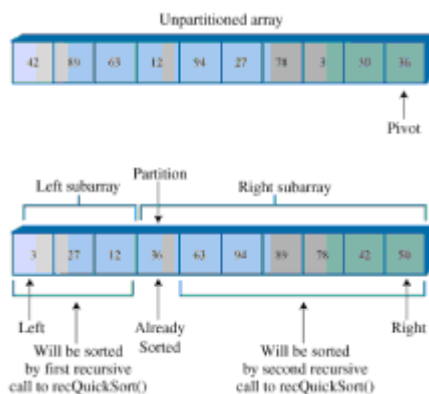 Unpartitioned array
42 89 63 12 94 27 78 3 50 36
Pivot
Partition
Left subarray
Right subarray
3 27 12 36 63 94 89 78 42 50
Left
Already
Sorted
Right
Will be sorted
by first recursive
call to recQuickSort()
Will be sorted
by second recursive
call to recQuickSort()